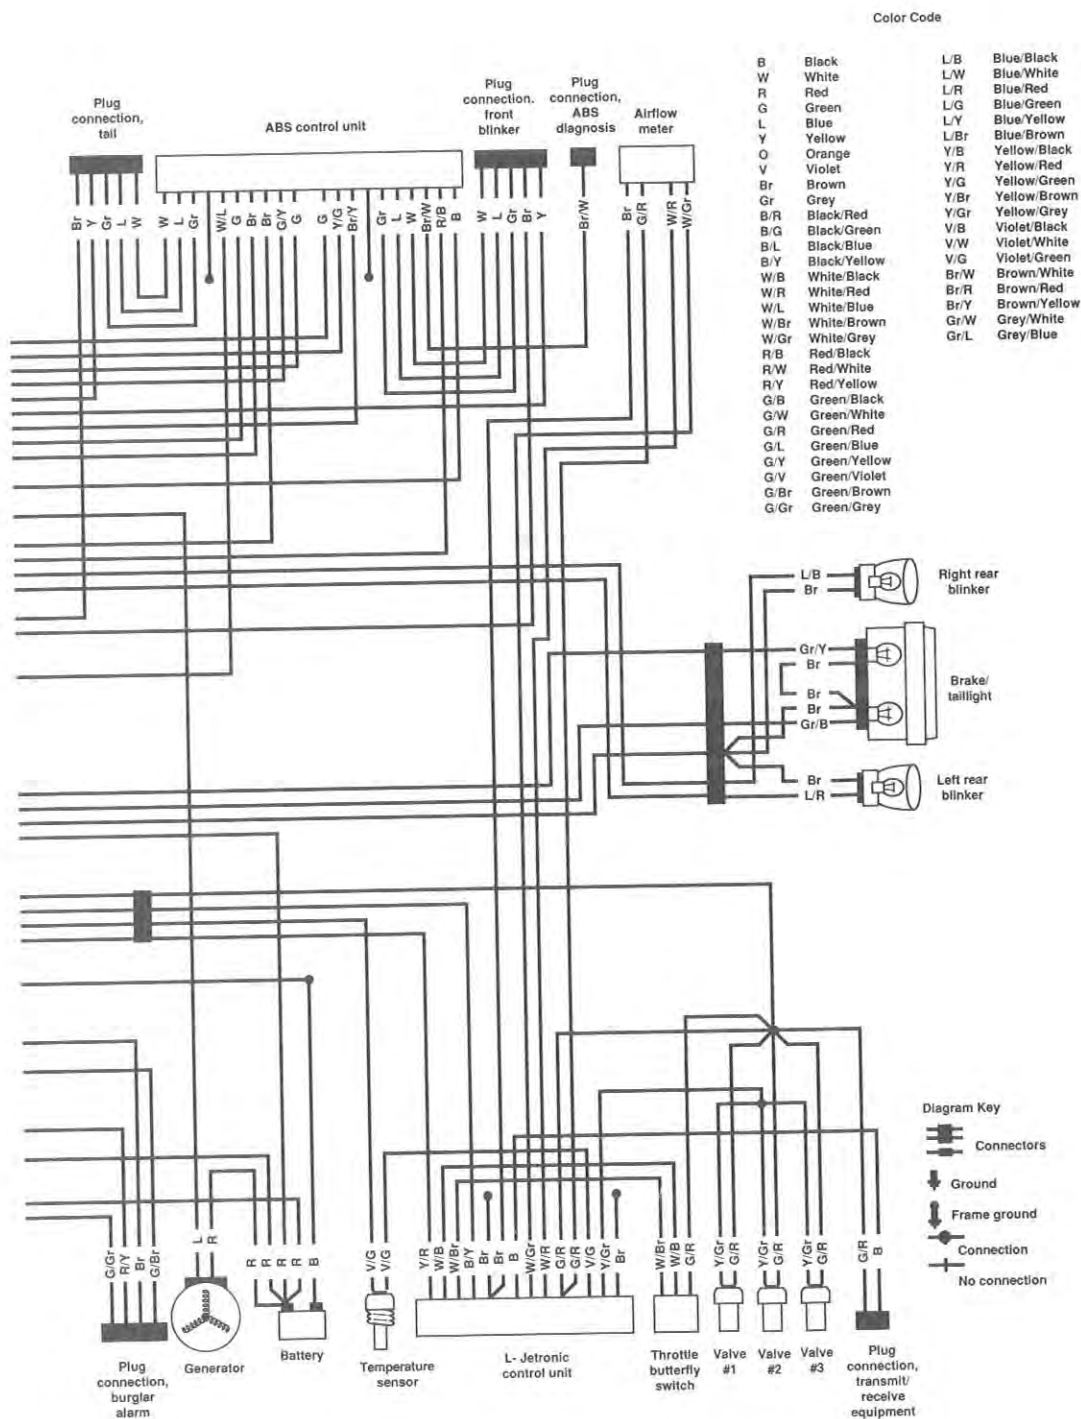 Color Code
B Black
W White
R Red
G Green
L Blue
Y Yellow
O Orange
V Violet
Br Brown
Gr Grey
B/R Black/Red
B/G Black/Green
B/L Black/Blue
B/Y Black/Yellow
W/B White/Black
W/R White/Red
W/L White/Blue
W/Br White/Brown
W/Gr White/Grey
R/B Red/Black
R/W Red/White
R/Y Red/Yellow
G/B Green/Black
G/W Green/White
G/R Green/Red
G/L Green/Blue
G/Y Green/Yellow
G/V Green/Violet
G/Br Green/Brown
G/Gr Green/Grey
L/B Blue/Black
L/W Blue/White
L/R Blue/Red
L/G Blue/Green
L/Y Blue/Yellow
L/Br Blue/Brown
Y/B Yellow/Black
Y/R Yellow/Red
Y/G Yellow/Green
Y/Br Yellow/Brown
Y/Gr Yellow/Grey
V/B Violet/Black
V/W Violet/White
V/G Violet/Green
Br/W Brown/White
Br/R Brown/Red
Br/Y Brown/Yellow
Gr/W Grey/White
Gr/L Grey/Blue
Plug
connection,
tail
ABS control unit
Plug
connection.
front
blinker
Plug
connection,
ABS
diagnosis
Airflow
meter
Br Y Gr L W
W L Gr W/L G Br Br G/Y G G Y/G Br/Y Gr L W Br/W R/B B
W L Gr Br Y
Br/W
Br G/R W/R W/Gr
L/B
Br
Right rear
blinker
Gr/Y
Br
Br
Br
Gr/B
Brake/
taillight
Br
L/R
Left rear
blinker
Diagram Key
Connectors
Ground
Frame ground
Connection
No connection
G/Gr R/Y Br G/Br
L R
R R R R B
V/G V/G
Y/R W/B W/Br B/Y Br Br B W/Gr W/R G/R G/R V/G Y/Gr Br
W/Br W/B G/R
Y/Gr G/R
Y/Gr G/R
Y/Gr G/R
G/R B
Plug
connection,
burglar
alarm
Generator
Battery
Temperature
sensor
L- Jetronic
control unit
Throttle
butterfly
switch
Valve
#1
Valve
#2
Valve
#3
Plug
connection,
transmit/
receive
equipment